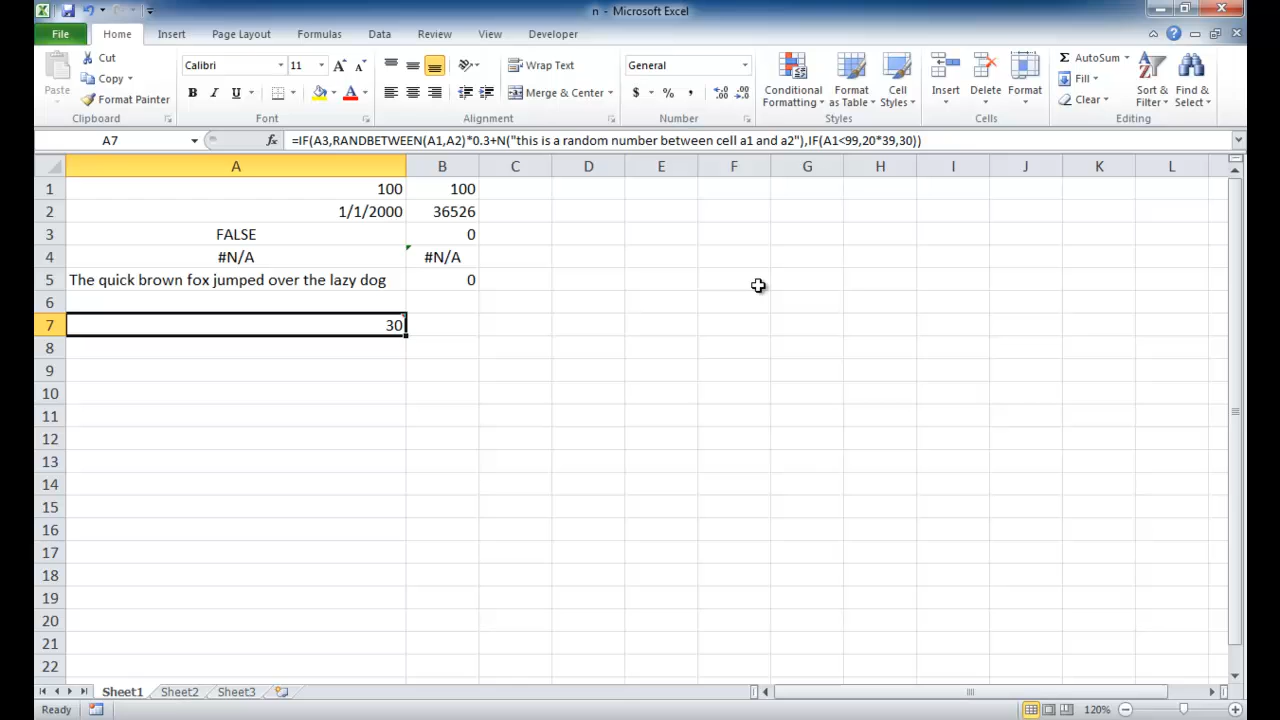 n - Microsoft Excel
File Home Insert Page Layout Formulas Data Review View Developer
Paste Cut Copy Format Painter Clipboard
Calibri 11 B I U A A A Font
Wrap Text Merge & Center Alignment
General $ % , Number
Conditional Formatting Format as Table Cell Styles Styles
Insert Delete Format Cells
Σ AutoSum Fill Clear Sort & Filter Find & Select Editing
A7 fx =IF(A3,RANDBETWEEN(A1,A2)*0.3+N("this is a random number between cell a1 and a2"),IF(A1<99,20*39,30))
A B C D E F G H I J K L
1 100 100
2 1/1/2000 36526
3 FALSE 0
4 #N/A #N/A
5 The quick brown fox jumped over the lazy dog 0
6
7 30
8
9
10
11
12
13
14
15
16
17
18
19
20
21
22
Sheet1 Sheet2 Sheet3
Ready 120%